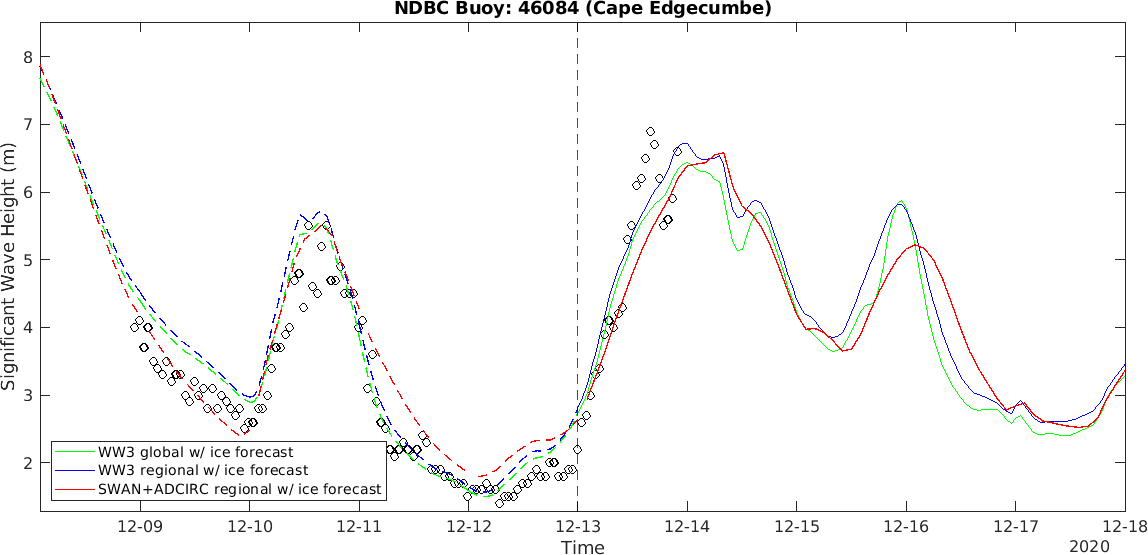 NDBC Buoy: 46084 (Cape Edgecumbe)
Significant Wave Height (m)
8
7
6
5
4
3
2
WW3 global w/ ice forecast
WW3 regional w/ ice forecast
SWAN+ADCIRC regional w/ ice forecast
12-09 12-10 12-11 12-12 12-13 12-14 12-15 12-16 12-17 12-18
Time
2020